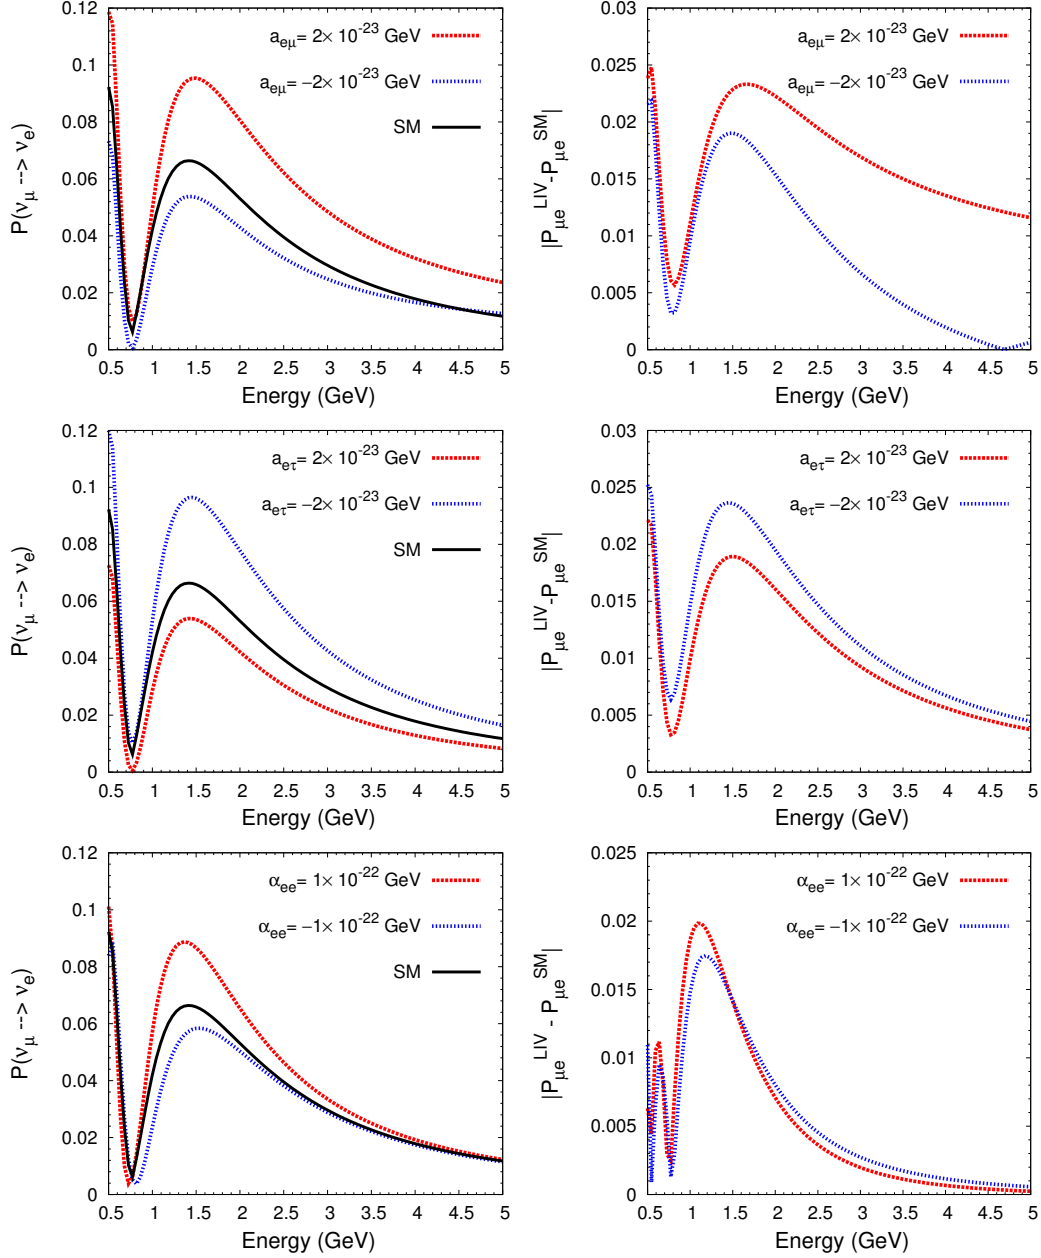 P(ν_μ --> ν_e)
0.12
0.1
0.08
0.06
0.04
0.02
0
a_eμ= 2× 10^-23 GeV
a_eμ= −2× 10^-23 GeV
SM
0.5 1 1.5 2 2.5 3 3.5 4 4.5 5
Energy (GeV)
|P_μe^LIV-P_μe^SM|
0.03
0.025
0.02
0.015
0.01
0.005
0
a_eμ= 2× 10^-23 GeV
a_eμ= −2× 10^-23 GeV
0.5 1 1.5 2 2.5 3 3.5 4 4.5 5
Energy (GeV)
P(ν_μ --> ν_e)
0.12
0.1
0.08
0.06
0.04
0.02
0
a_eτ= 2× 10^-23 GeV
a_eτ= −2× 10^-23 GeV
SM
0.5 1 1.5 2 2.5 3 3.5 4 4.5 5
Energy (GeV)
|P_μe^LIV-P_μe^SM|
0.03
0.025
0.02
0.015
0.01
0.005
0
a_eτ= 2× 10^-23 GeV
a_eτ= −2× 10^-23 GeV
0.5 1 1.5 2 2.5 3 3.5 4 4.5 5
Energy (GeV)
P(ν_μ --> ν_e)
0.12
0.1
0.08
0.06
0.04
0.02
0
α_ee= 1× 10^-22 GeV
α_ee= −1× 10^-22 GeV
SM
0.5 1 1.5 2 2.5 3 3.5 4 4.5 5
Energy (GeV)
|P_μe^LIV - P_μe^SM|
0.025
0.02
0.015
0.01
0.005
0
α_ee= 1× 10^-22 GeV
α_ee= −1× 10^-22 GeV
0.5 1 1.5 2 2.5 3 3.5 4 4.5 5
Energy (GeV)